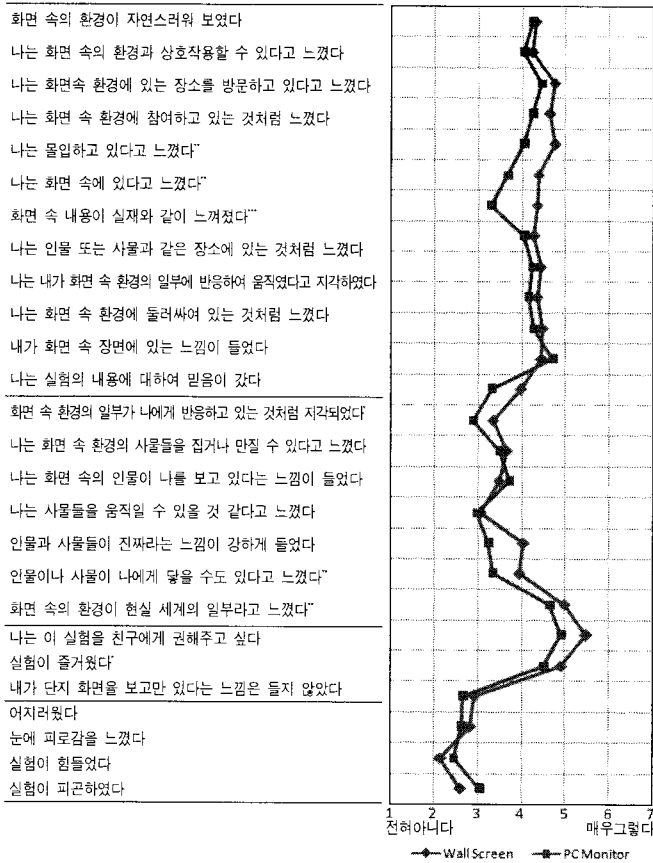 화면 속의 환경이 자연스러워 보였다
나는 화면 속의 환경과 상호작용할 수 있다고 느꼈다
나는 화면속 환경에 있는 장소를 방문하고 있다고 느꼈다
나는 화면 속 환경에 참여하고 있는 것처럼 느꼈다
나는 몰입하고 있다고 느꼈다**
나는 화면 속에 있다고 느꼈다**
화면 속 내용이 실재와 같이 느껴졌다***
나는 인물 또는 사물과 같은 장소에 있는 것처럼 느꼈다
나는 내가 화면 속 환경의 일부에 반응하여 움직였다고 지각하였다
나는 화면 속 환경에 둘러싸여 있는 것처럼 느꼈다
내가 화면 속 장면에 있는 느낌이 들었다
나는 실험의 내용에 대하여 믿음이 갔다
화면 속 환경의 일부가 나에게 반응하고 있는 것처럼 지각되었다*
나는 화면 속 환경의 사물들을 집거나 만질 수 있다고 느꼈다
나는 화면 속의 인물이 나를 보고 있다는 느낌이 들었다
나는 사물들을 움직일 수 있을 것 같다고 느꼈다
인물과 사물들이 진짜라는 느낌이 강하게 들었다
인물이나 사물이 나에게 닿을 수도 있다고 느꼈다**
화면 속의 환경이 현실 세계의 일부라고 느꼈다**
나는 이 실험을 친구에게 권해주고 싶다
실험이 즐거웠다*
내가 단지 화면을 보고만 있다는 느낌은 들지 않았다
어지러웠다
눈에 피로감을 느꼈다
실험이 힘들었다
실험이 피곤하였다
1 2 3 4 5 6 7
전혀아니다 매우그렇다
Wall Screen PC Monitor